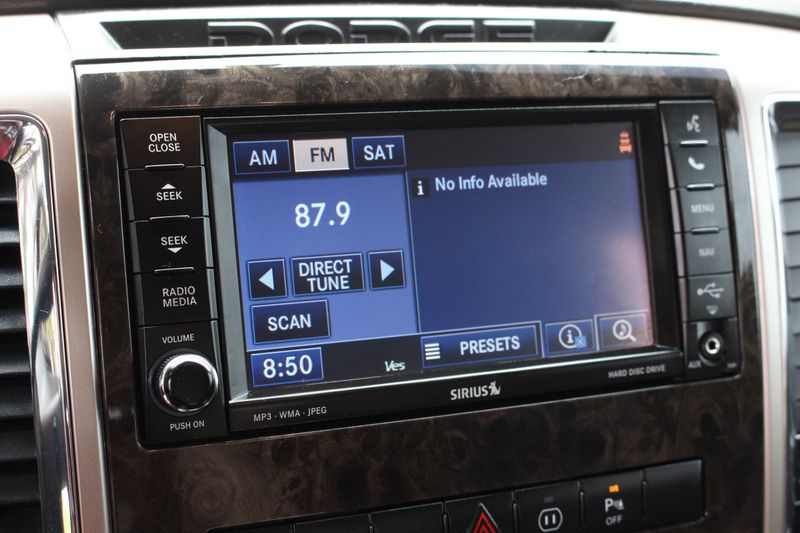 DODGE
OPEN
CLOSE
SEEK
SEEK
RADIO
MEDIA
VOLUME
PUSH ON
AM
FM
SAT
87.9
DIRECT
TUNE
SCAN
8:50
Ves
i No Info Available
PRESETS
i
MENU
NAV
AUX
MP3 · WMA · JPEG
SIRIUS
HARD DISC DRIVE
P
OFF